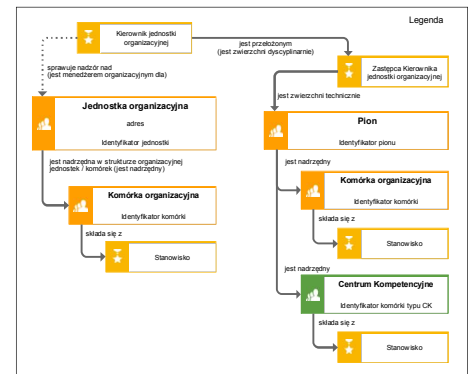 Legenda
Kierownik jednostki
organizacyjnej
jest przełożonym
(jest zwierzchni dyscyplinarnie)
sprawuje nadzór nad
(jest menedżerem organizacyjnym dla)
Zastępca Kierownika
jednostki organizacyjnej
jest zwierzchni technicznie
Jednostka organizacyjna
adres
Identyfikator jednostki
Pion
Identyfikator pionu
jest nadrzędna w strukturze organizacyjnej
jednostek / komórek (jest nadrzędny)
jest nadrzędny
Komórka organizacyjna
Identyfikator komórki
Komórka organizacyjna
Identyfikator komórki
składa się z
Stanowisko
składa się z
Stanowisko
jest nadrzędny
Centrum Kompetencyjne
Identyfikator komórki typu CK
składa się z
Stanowisko